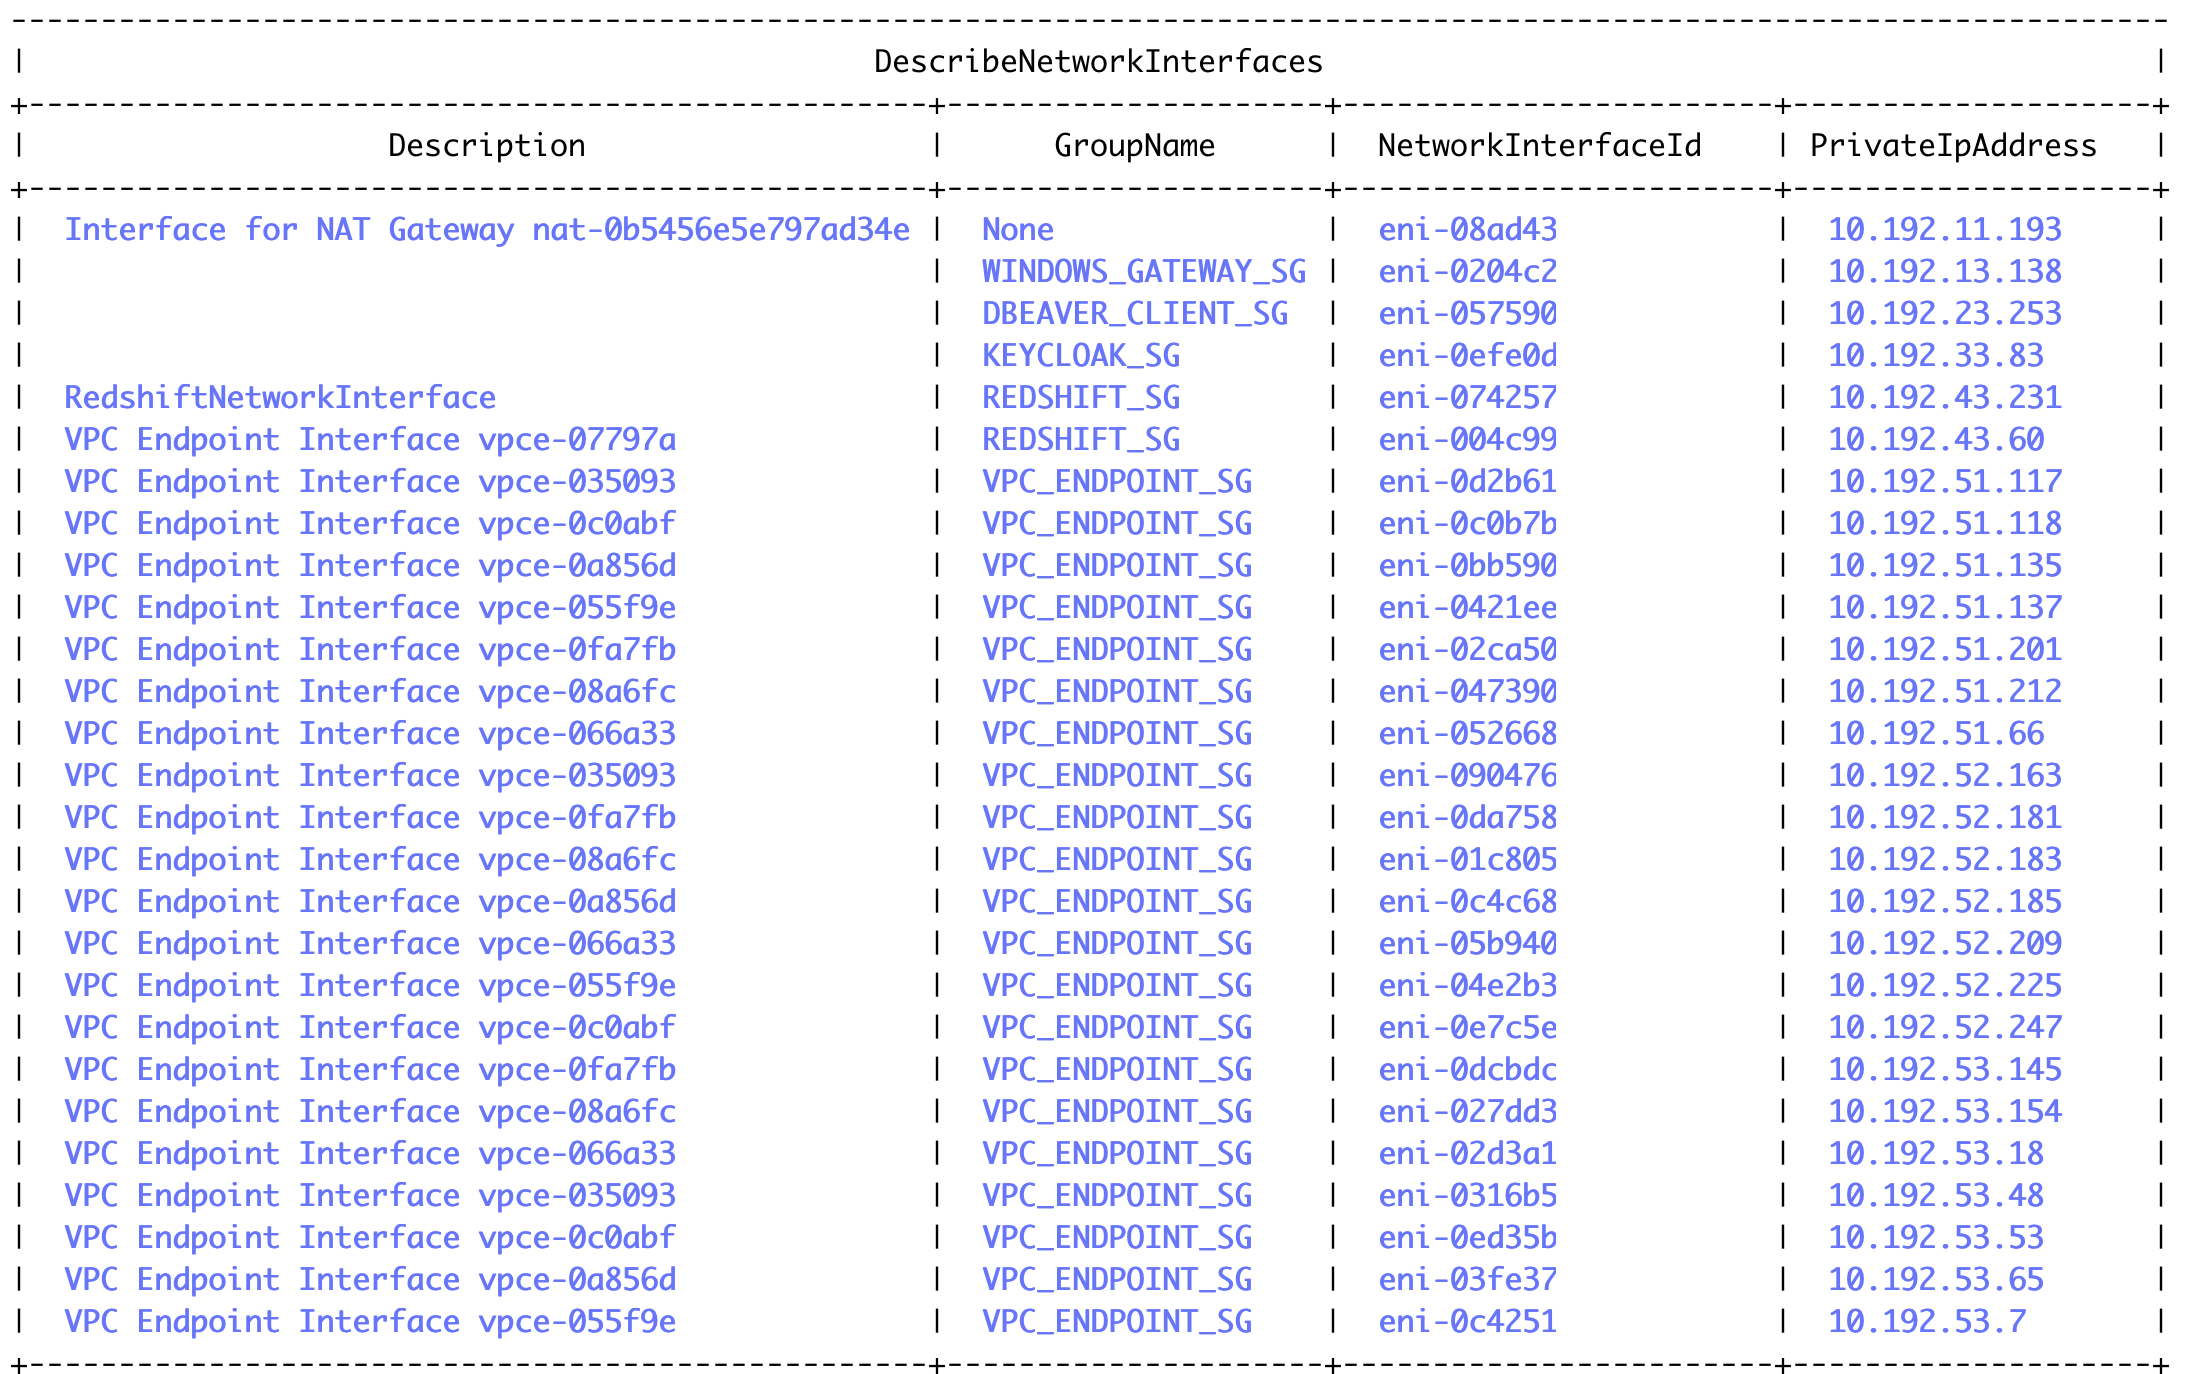 DescribeNetworkInterfaces
| Description | GroupName | NetworkInterfaceId | PrivateIpAddress |
| Interface for NAT Gateway nat-0b5456e5e797ad34e | None | eni-08ad43 | 10.192.11.193 |
| | WINDOWS_GATEWAY_SG | eni-0204c2 | 10.192.13.138 |
| | DBEAVER_CLIENT_SG | eni-057590 | 10.192.23.253 |
| | KEYCLOAK_SG | eni-0efe0d | 10.192.33.83 |
| RedshiftNetworkInterface | REDSHIFT_SG | eni-074257 | 10.192.43.231 |
| VPC Endpoint Interface vpce-07797a | REDSHIFT_SG | eni-004c99 | 10.192.43.60 |
| VPC Endpoint Interface vpce-035093 | VPC_ENDPOINT_SG | eni-0d2b61 | 10.192.51.117 |
| VPC Endpoint Interface vpce-0c0abf | VPC_ENDPOINT_SG | eni-0c0b7b | 10.192.51.118 |
| VPC Endpoint Interface vpce-0a856d | VPC_ENDPOINT_SG | eni-0bb590 | 10.192.51.135 |
| VPC Endpoint Interface vpce-055f9e | VPC_ENDPOINT_SG | eni-0421ee | 10.192.51.137 |
| VPC Endpoint Interface vpce-0fa7fb | VPC_ENDPOINT_SG | eni-02ca50 | 10.192.51.201 |
| VPC Endpoint Interface vpce-08a6fc | VPC_ENDPOINT_SG | eni-047390 | 10.192.51.212 |
| VPC Endpoint Interface vpce-066a33 | VPC_ENDPOINT_SG | eni-052668 | 10.192.51.66 |
| VPC Endpoint Interface vpce-035093 | VPC_ENDPOINT_SG | eni-090476 | 10.192.52.163 |
| VPC Endpoint Interface vpce-0fa7fb | VPC_ENDPOINT_SG | eni-0da758 | 10.192.52.181 |
| VPC Endpoint Interface vpce-08a6fc | VPC_ENDPOINT_SG | eni-01c805 | 10.192.52.183 |
| VPC Endpoint Interface vpce-0a856d | VPC_ENDPOINT_SG | eni-0c4c68 | 10.192.52.185 |
| VPC Endpoint Interface vpce-066a33 | VPC_ENDPOINT_SG | eni-05b940 | 10.192.52.209 |
| VPC Endpoint Interface vpce-055f9e | VPC_ENDPOINT_SG | eni-04e2b3 | 10.192.52.225 |
| VPC Endpoint Interface vpce-0c0abf | VPC_ENDPOINT_SG | eni-0e7c5e | 10.192.52.247 |
| VPC Endpoint Interface vpce-0fa7fb | VPC_ENDPOINT_SG | eni-0dcbdc | 10.192.53.145 |
| VPC Endpoint Interface vpce-08a6fc | VPC_ENDPOINT_SG | eni-027dd3 | 10.192.53.154 |
| VPC Endpoint Interface vpce-066a33 | VPC_ENDPOINT_SG | eni-02d3a1 | 10.192.53.18 |
| VPC Endpoint Interface vpce-035093 | VPC_ENDPOINT_SG | eni-0316b5 | 10.192.53.48 |
| VPC Endpoint Interface vpce-0c0abf | VPC_ENDPOINT_SG | eni-0ed35b | 10.192.53.53 |
| VPC Endpoint Interface vpce-0a856d | VPC_ENDPOINT_SG | eni-03fe37 | 10.192.53.65 |
| VPC Endpoint Interface vpce-055f9e | VPC_ENDPOINT_SG | eni-0c4251 | 10.192.53.7 |